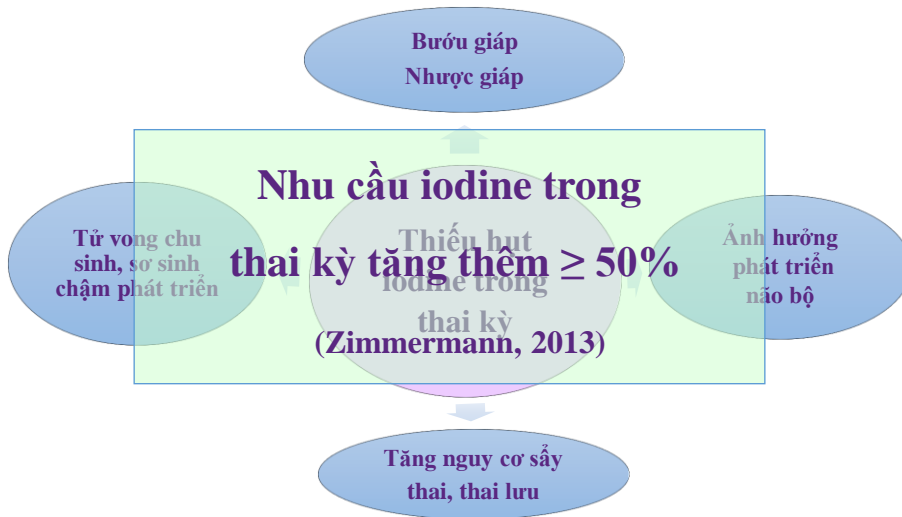 Bướu giáp
Nhược giáp
Nhu cầu iodine trong
thai kỳ tăng thêm ≥ 50%
(Zimmermann, 2013)
Thiếu hụt
iodine trong
thai kỳ
Tử vong chu
sinh, sơ sinh
chậm phát triển
Ảnh hưởng
phát triển
não bộ
Tăng nguy cơ sẩy
thai, thai lưu